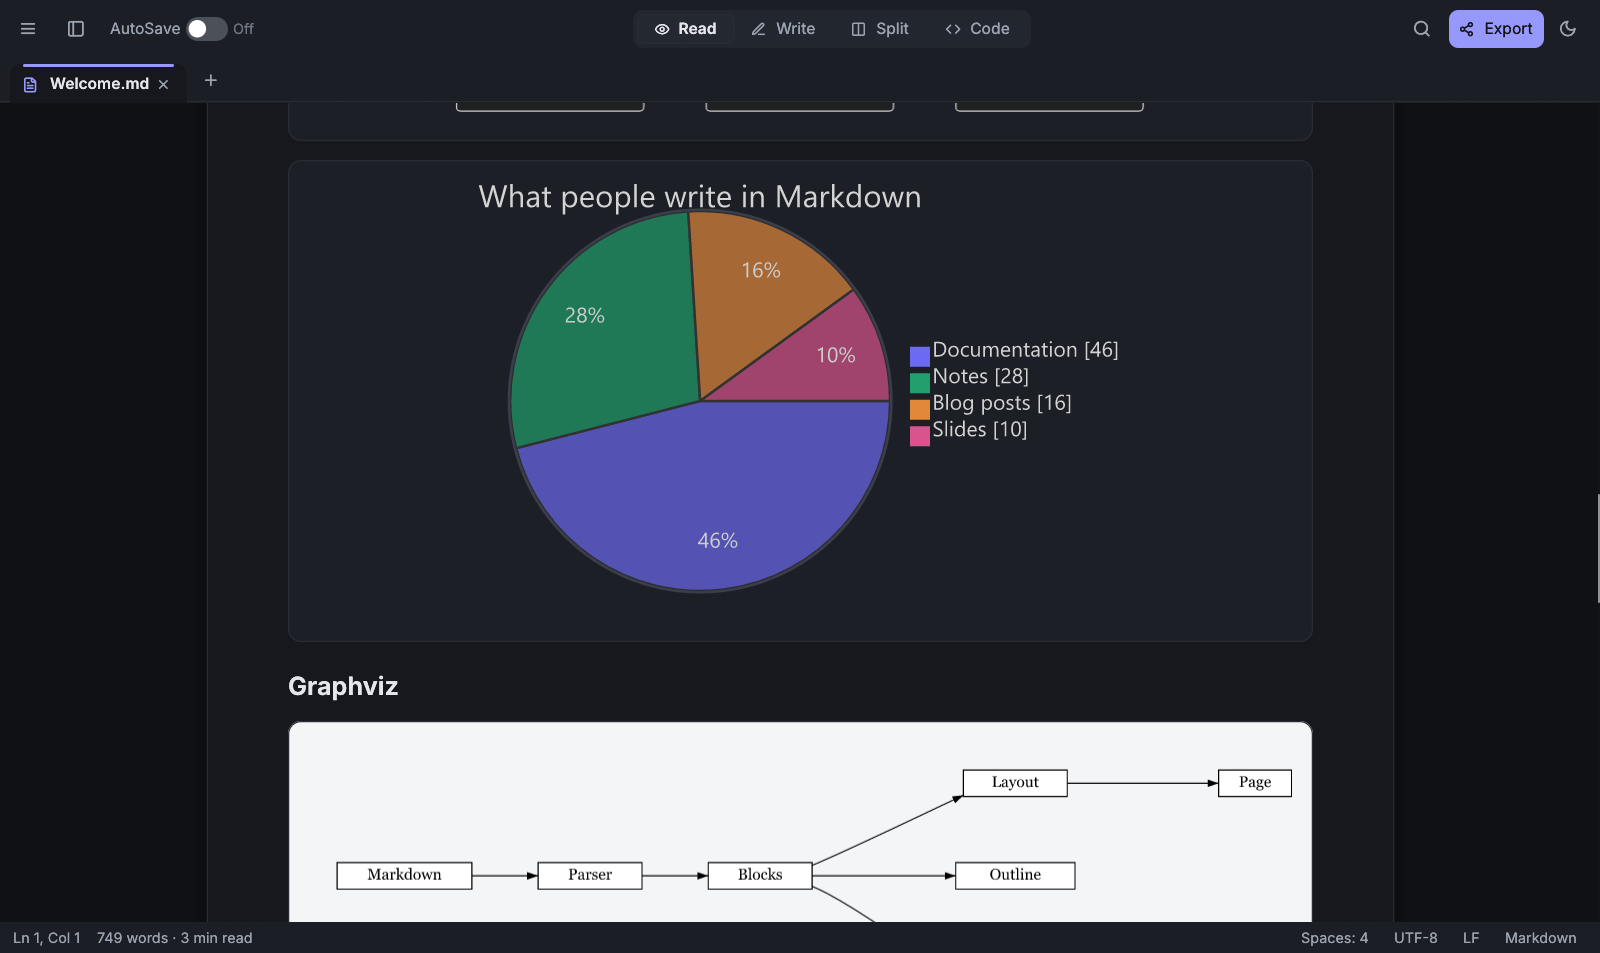 AutoSave Off Read Write Split Code Export
Welcome.md
What people write in Markdown
16%
28%
10%
46%
Documentation [46]
Notes [28]
Blog posts [16]
Slides [10]
Graphviz
Layout Page
Markdown Parser Blocks Outline
Ln 1, Col 1 749 words · 3 min read Spaces: 4 UTF-8 LF Markdown